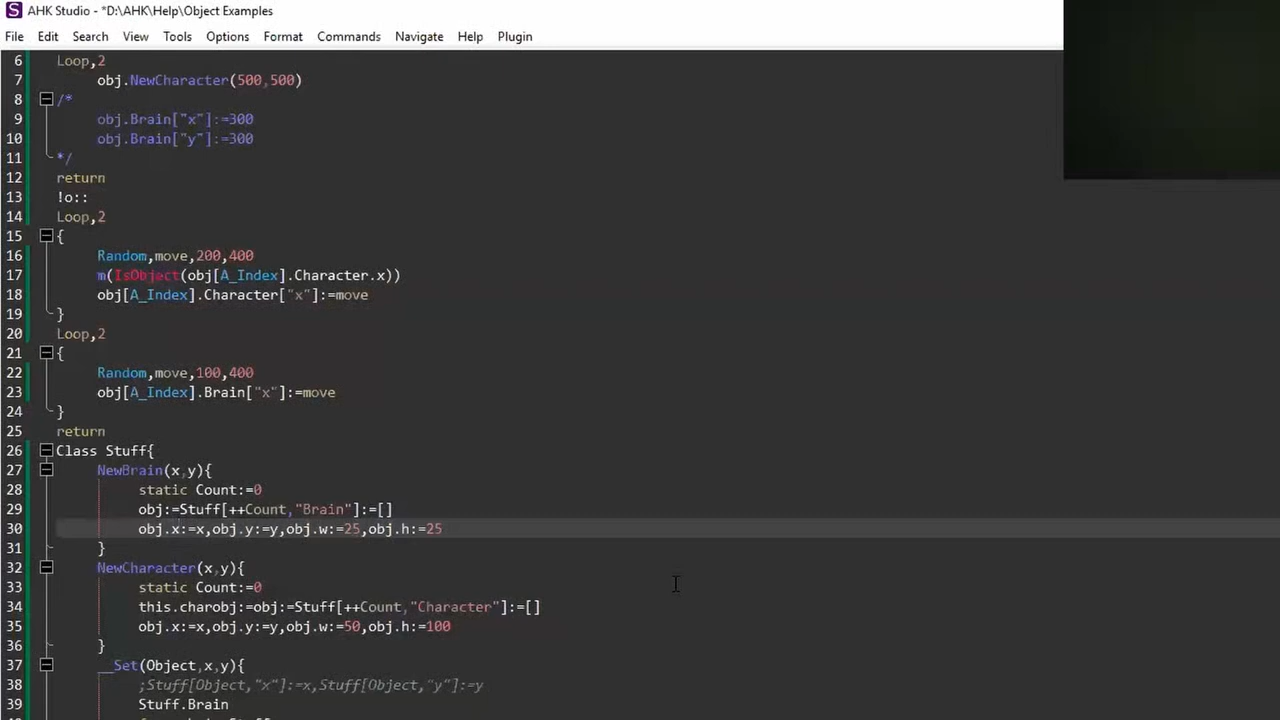 AHK Studio - *D:\AHK\Help\Object Examples
File Edit Search View Tools Options Format Commands Navigate Help Plugin
6 Loop,2
7 obj.NewCharacter(500,500)
8 /*
9 obj.Brain["x"]:=300
10 obj.Brain["y"]:=300
11 */
12 return
13 !o::
14 Loop,2
15 {
16 Random,move,200,400
17 m(IsObject(obj[A_Index].Character.x))
18 obj[A_Index].Character["x"]:=move
19 }
20 Loop,2
21 {
22 Random,move,100,400
23 obj[A_Index].Brain["x"]:=move
24 }
25 return
26 Class Stuff{
27 NewBrain(x,y){
28 static Count:=0
29 obj:=Stuff[++Count,"Brain"]:=[]
30 obj.x:=x,obj.y:=y,obj.w:=25,obj.h:=25
31 }
32 NewCharacter(x,y){
33 static Count:=0
34 this.charobj:=obj:=Stuff[++Count,"Character"]:=[]
35 obj.x:=x,obj.y:=y,obj.w:=50,obj.h:=100
36 }
37 __Set(Object,x,y){
38 ;Stuff[Object,"x"]:=x,Stuff[Object,"y"]:=y
39 Stuff.Brain